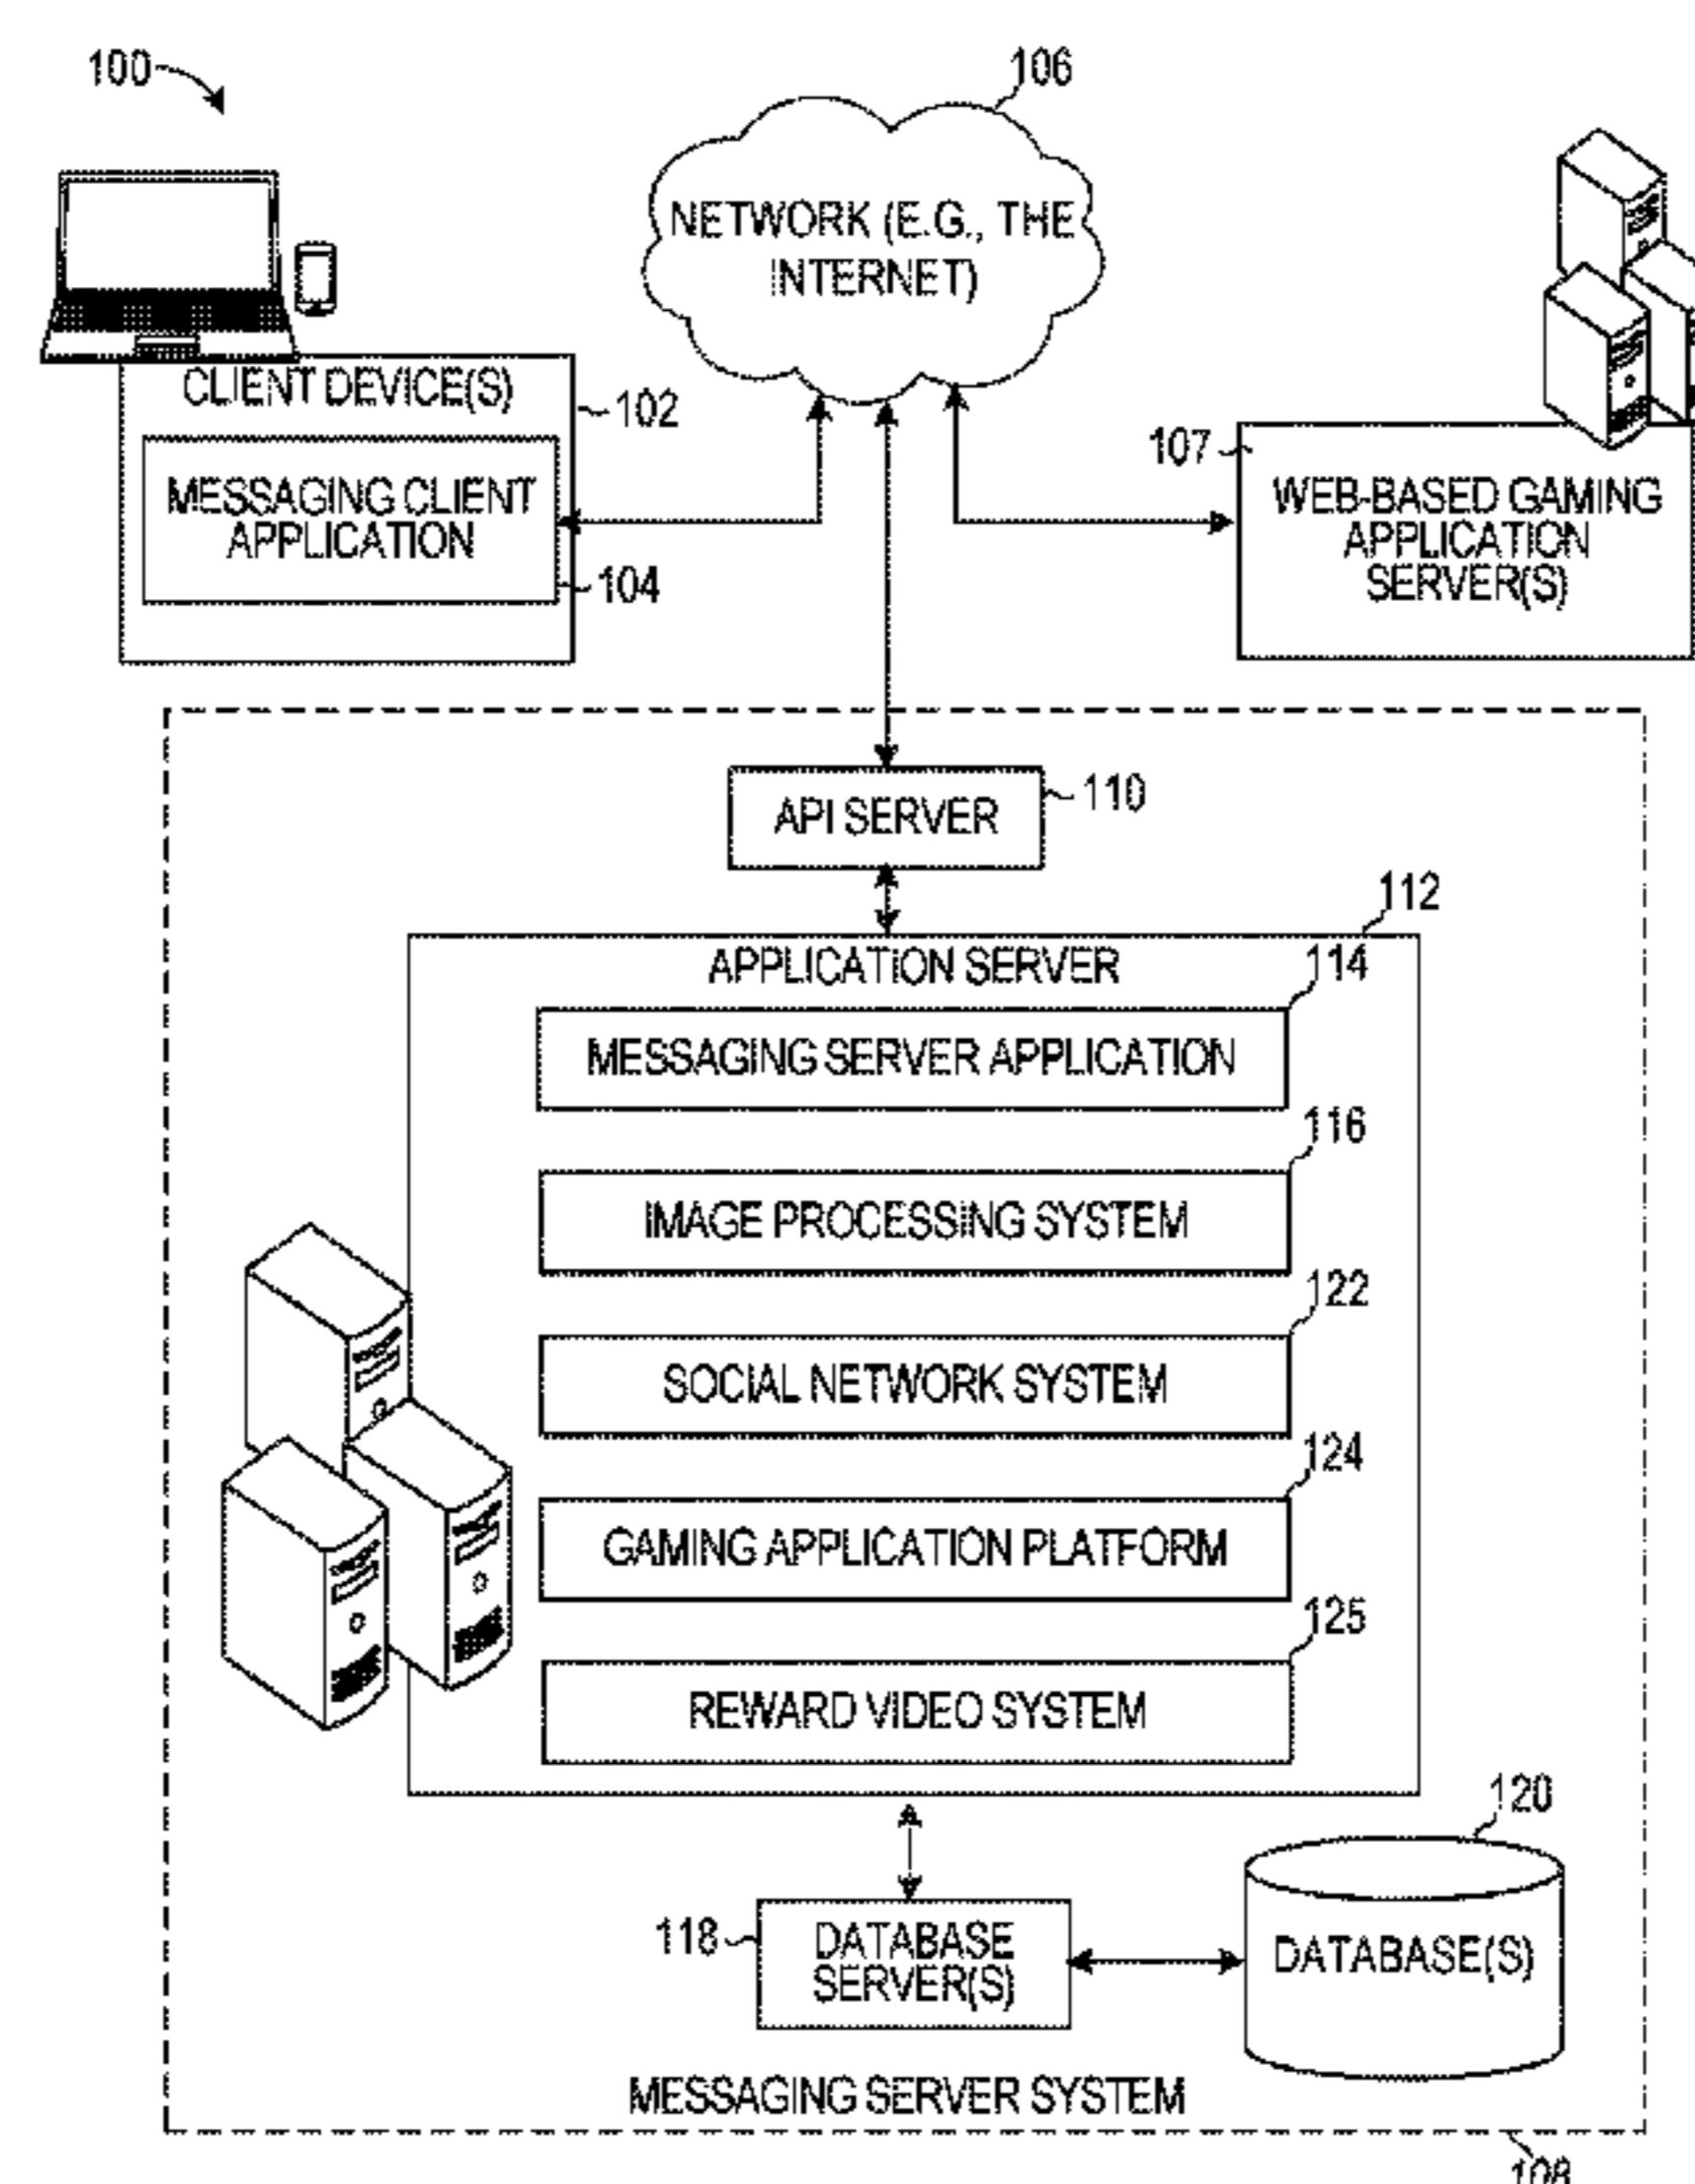 100
106
NETWORK (E.G., THE
INTERNET)
CLIENT DEVICE(S)
102
MESSAGING CLIENT
APPLICATION
104
107
WEB-BASED GAMING
APPLICATION
SERVER(S)
API SERVER
110
112
APPLICATION SERVER
114
MESSAGING SERVER APPLICATION
116
IMAGE PROCESSING SYSTEM
122
SOCIAL NETWORK SYSTEM
124
GAMING APPLICATION PLATFORM
125
REWARD VIDEO SYSTEM
120
118
DATABASE
SERVER(S)
DATABASE(S)
MESSAGING SERVER SYSTEM
108